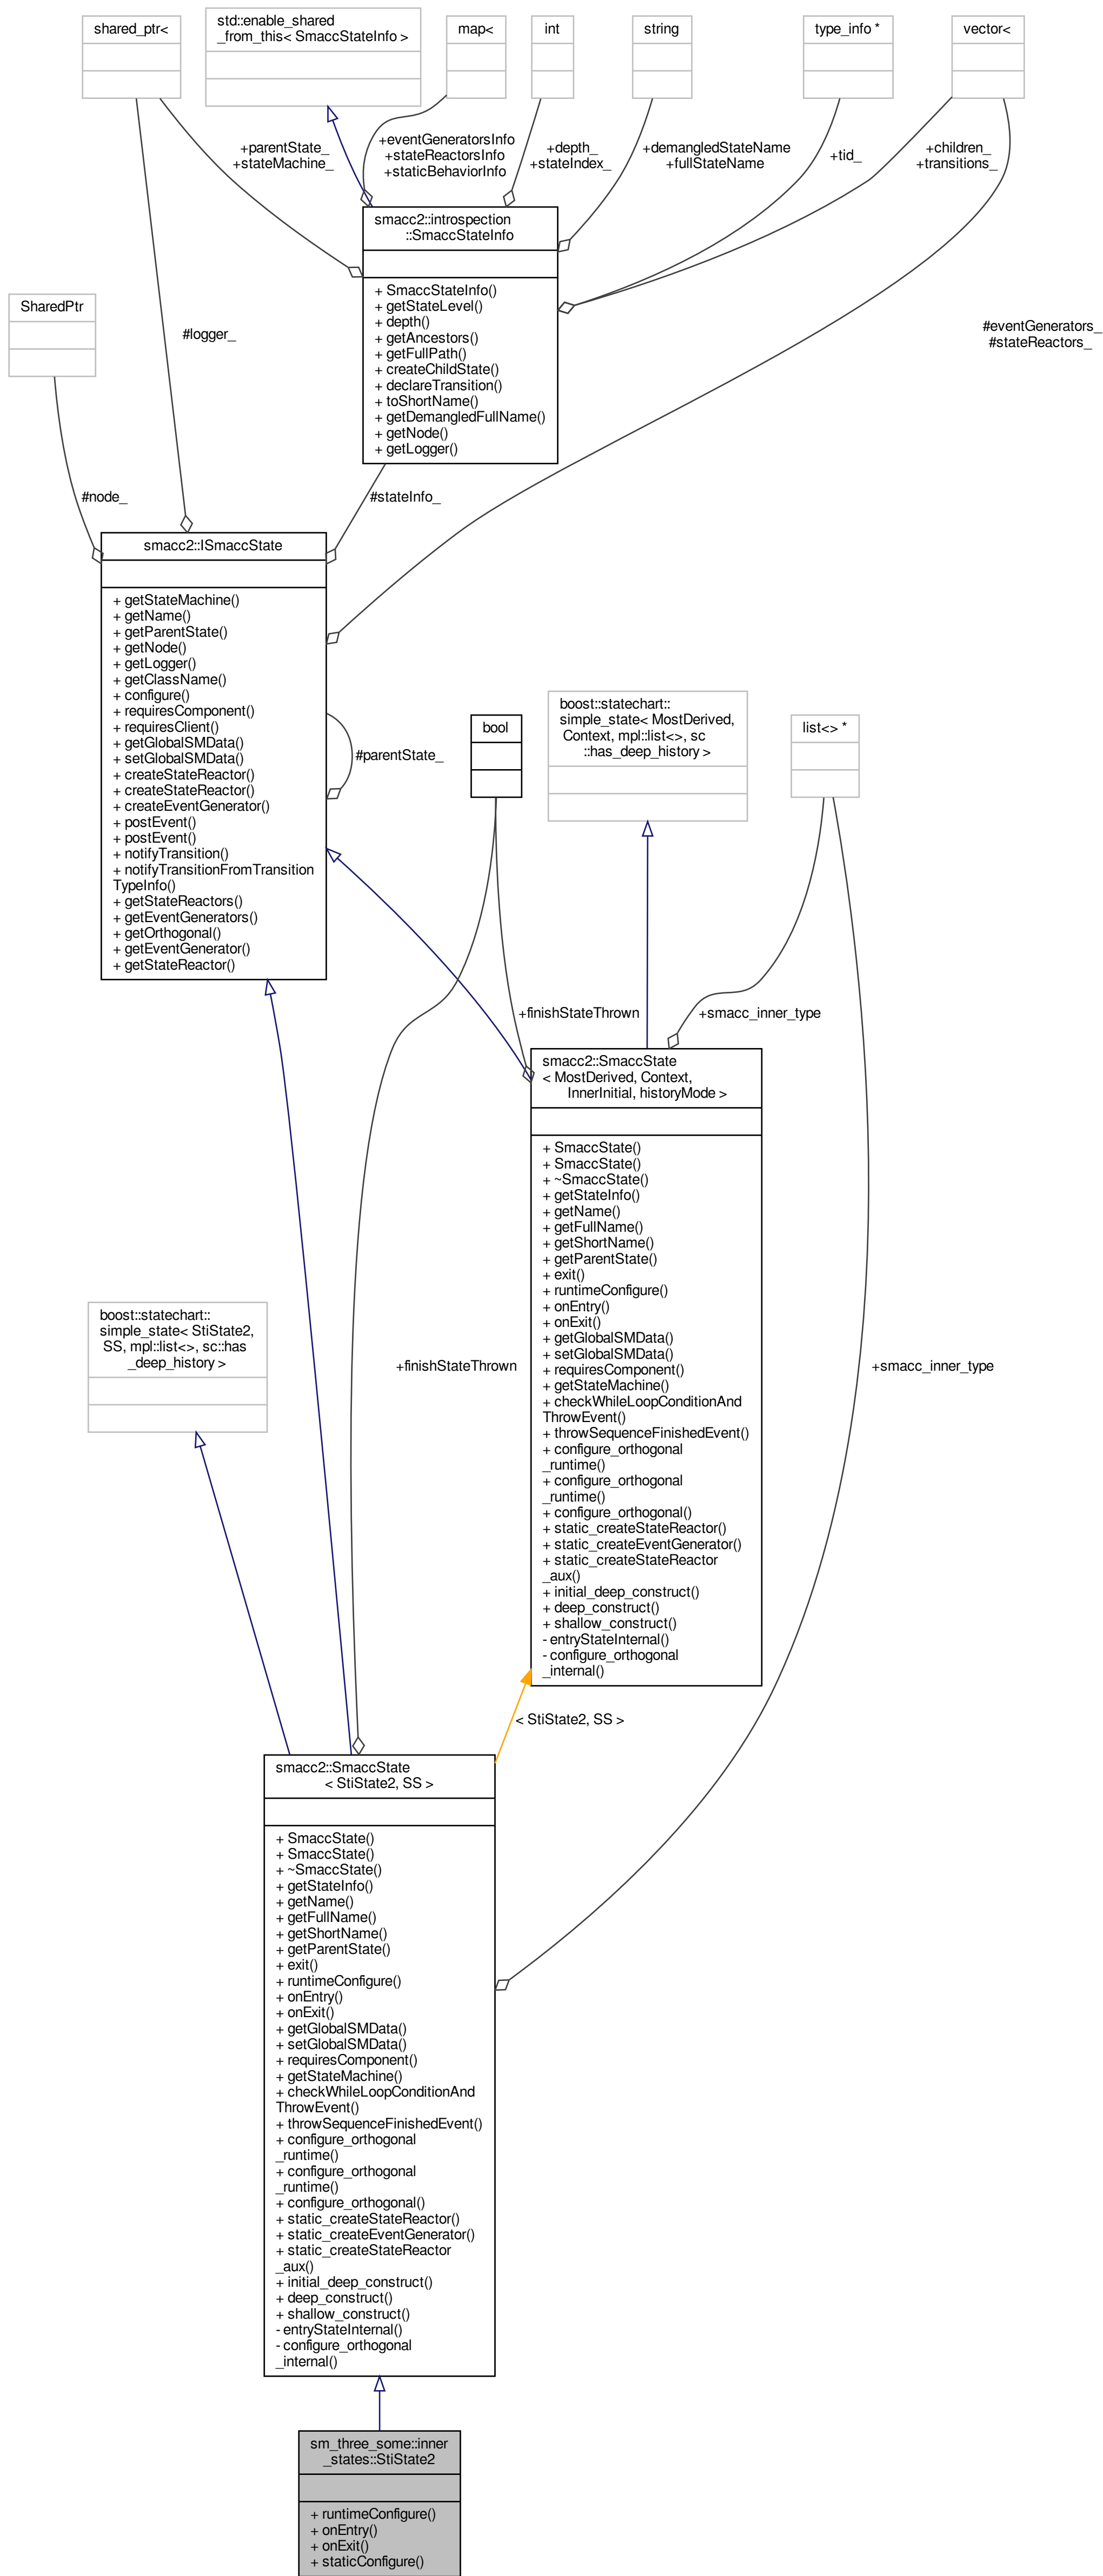 shared_ptr<
std::enable_shared
_from_this< SmaccStateInfo >
map<
int
string
type_info *
vector<
+parentState_
+stateMachine_
+eventGeneratorsInfo
+stateReactorsInfo
+staticBehaviorInfo
+depth_
+stateIndex_
+demangledStateName
+fullStateName
+tid_
+children_
+transitions_
smacc2::introspection
::SmaccStateInfo
+ SmaccStateInfo()
+ getStateLevel()
+ depth()
+ getAncestors()
+ getFullPath()
+ createChildState()
+ declareTransition()
+ toShortName()
+ getDemangledFullName()
+ getNode()
+ getLogger()
SharedPtr
#logger_
#eventGenerators_
#stateReactors_
#node_
#stateInfo_
smacc2::ISmaccState
+ getStateMachine()
+ getName()
+ getParentState()
+ getNode()
+ getLogger()
+ getClassName()
+ configure()
+ requiresComponent()
+ requiresClient()
+ getGlobalSMData()
+ setGlobalSMData()
+ createStateReactor()
+ createStateReactor()
+ createEventGenerator()
+ postEvent()
+ postEvent()
+ notifyTransition()
+ notifyTransitionFromTransition
TypeInfo()
+ getStateReactors()
+ getEventGenerators()
+ getOrthogonal()
+ getEventGenerator()
+ getStateReactor()
#parentState_
bool
boost::statechart::
simple_state< MostDerived,
Context, mpl::list<>, sc
::has_deep_history >
list<> *
+finishStateThrown
+smacc_inner_type
smacc2::SmaccState
< MostDerived, Context,
InnerInitial, historyMode >
+ SmaccState()
+ SmaccState()
+ ~SmaccState()
+ getStateInfo()
+ getName()
+ getFullName()
+ getShortName()
+ getParentState()
+ exit()
+ runtimeConfigure()
+ onEntry()
+ onExit()
+ getGlobalSMData()
+ setGlobalSMData()
+ requiresComponent()
+ getStateMachine()
+ checkWhileLoopConditionAnd
ThrowEvent()
+ throwSequenceFinishedEvent()
+ configure_orthogonal
_runtime()
+ configure_orthogonal
_runtime()
+ configure_orthogonal()
+ static_createStateReactor()
+ static_createEventGenerator()
+ static_createStateReactor
_aux()
+ initial_deep_construct()
+ deep_construct()
+ shallow_construct()
- entryStateInternal()
- configure_orthogonal
_internal()
boost::statechart::
simple_state< StiState2,
SS, mpl::list<>, sc::has
_deep_history >
+finishStateThrown
+smacc_inner_type
< StiState2, SS >
smacc2::SmaccState
< StiState2, SS >
+ SmaccState()
+ SmaccState()
+ ~SmaccState()
+ getStateInfo()
+ getName()
+ getFullName()
+ getShortName()
+ getParentState()
+ exit()
+ runtimeConfigure()
+ onEntry()
+ onExit()
+ getGlobalSMData()
+ setGlobalSMData()
+ requiresComponent()
+ getStateMachine()
+ checkWhileLoopConditionAnd
ThrowEvent()
+ throwSequenceFinishedEvent()
+ configure_orthogonal
_runtime()
+ configure_orthogonal
_runtime()
+ configure_orthogonal()
+ static_createStateReactor()
+ static_createEventGenerator()
+ static_createStateReactor
_aux()
+ initial_deep_construct()
+ deep_construct()
+ shallow_construct()
- entryStateInternal()
- configure_orthogonal
_internal()
sm_three_some::inner
_states::StiState2
+ runtimeConfigure()
+ onEntry()
+ onExit()
+ staticConfigure()